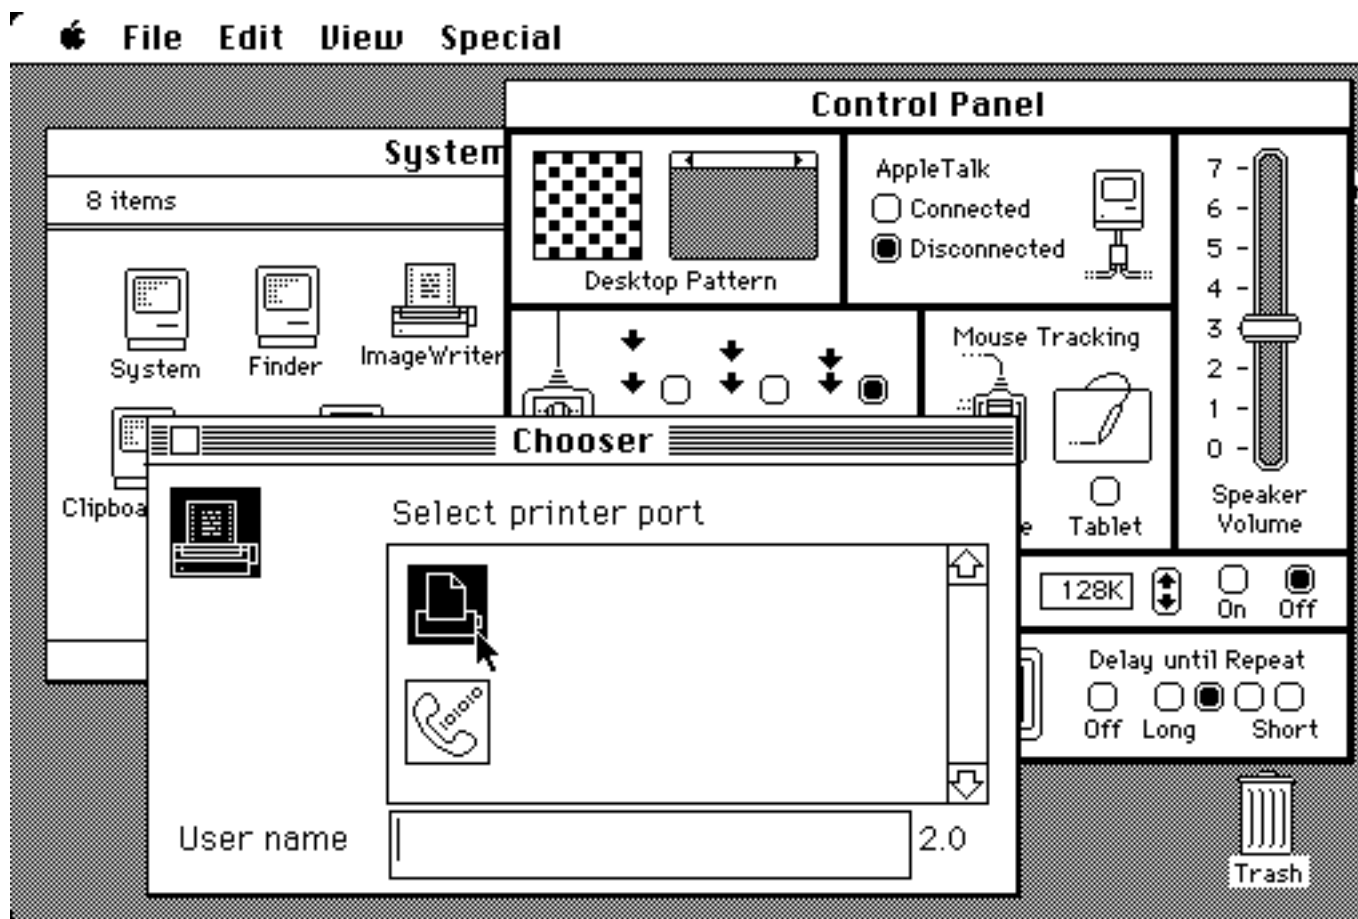 File Edit View Special
Control Panel
System
8 items
System
Finder
ImageWriter
Desktop Pattern
AppleTalk
Connected
Disconnected
7
6
5
4
3
2
1
0
Speaker
Volume
Mouse Tracking
Tablet
128K
On
Off
Delay until Repeat
Off Long Short
Chooser
Select printer port
User name
2.0
Trash